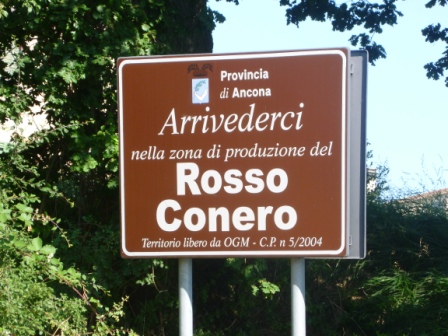 Provincia
di Ancona
Arrivederci
nella zona di produzione del
Rosso
Conero
Territorio libero da OGM - C.P. n 5/2004